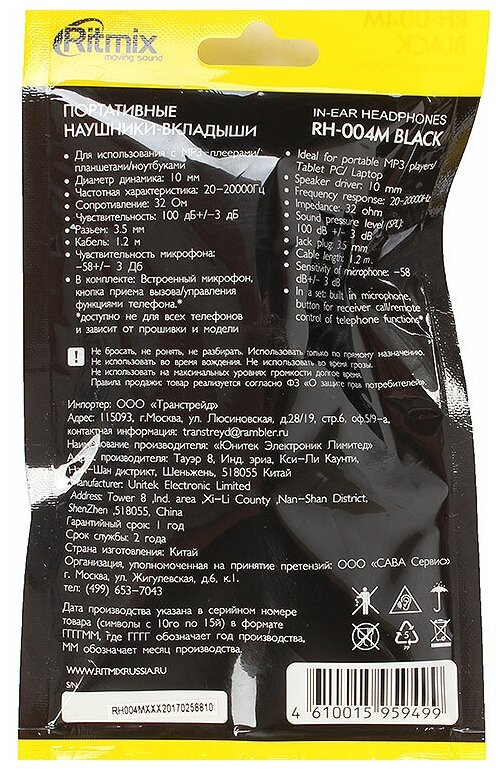 Ritmix
moving sound
ПОРТАТИВНЫЕ
НАУШНИКИ-ВКЛАДЫШИ
• Для использования с MP3-плеерами/
планшетами/ноутбуками
• Диаметр динамика: 10 мм
• Частотная характеристика: 20-20000Гц
• Сопротивление: 32 Ом
• Чувствительность: 100 дБ+/-3 дБ
• Разъем: 3.5 мм
• Кабель: 1.2 м
• Чувствительность микрофона:
-58+/- 3 Дб
• В комплекте: Встроенный микрофон,
кнопка приема вызова/управления
функциями телефона.*
*доступно не для всех телефонов
и зависит от прошивки и модели
IN-EAR HEADPHONES
RH-004M BLACK
• Ideal for portable MP3 players/
Tablet PC/ Laptop
• Speaker driver: 10 mm
• Frequency response: 20-20000Hz
• Impedance: 32 ohm
• Sound pressure level (SPL):
100 dB +/- 3 dB
• Jack plug: 3.5 mm
• Cable length: 1.2 m
• Sensitivity of microphone: -58
dB+/- 3 dB
• In a set: built in microphone,
button for receiver call/remote
control of telephone functions*
! Не бросать, не ронять, не разбирать. Использовать только по прямому назначению.
Не использовать во время вождения. Не использовать во время грозы.
Не использовать на максимальных уровнях громкости долгое время.
Правила продажи: товар реализуется согласно ФЗ «О защите прав потребителей».
Импортер: ООО «Транстрейд»
Адрес: 115093, г.Москва, ул. Люсиновская, д.28/19, стр.6, оф.5/9-а,
контактная информация: transtreyd@rambler.ru
Наименование производителя: «Юнитек Электроник Лимитед»
Адрес производителя: Тауэр 8, Инд. эриа, Кси-Ли Каунти,
Нан-Шан дистрикт, Шеньжень, 518055 Китай
Manufacturer: Unitek Electronic Limited
Address: Tower 8 ,Ind. area ,Xi-Li County ,Nan-Shan District,
ShenZhen ,518055, China
Гарантийный срок: 1 год
Срок службы: 2 года
Страна изготовления: Китай
Организация, уполномоченная на принятие претензий: ООО «САВА Сервис»
г. Москва, ул. Жигулевская, д.6, к.1.
тел: (499) 653-7043
Дата производства указана в серийном номере
товара (символы с 10го по 15й) в формате
ГГГГММ, где ГГГГ обозначает год производства,
ММ обозначает месяц производства.
WWW.RITMIXRUSSIA.RU
SN
RH004MXXX20170258810
4 610015 959499